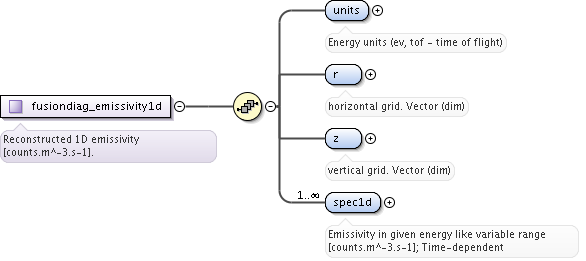 units
Energy units (ev, tof - time of flight)
r
horizontal grid. Vector (dim)
fusiondiag_emissivity1d
Reconstructed 1D emissivity
[counts.m^-3.s-1].
z
vertical grid. Vector (dim)
1..∞
spec1d
Emissivity in given energy like variable range
[counts.m^-3.s-1]; Time-dependent